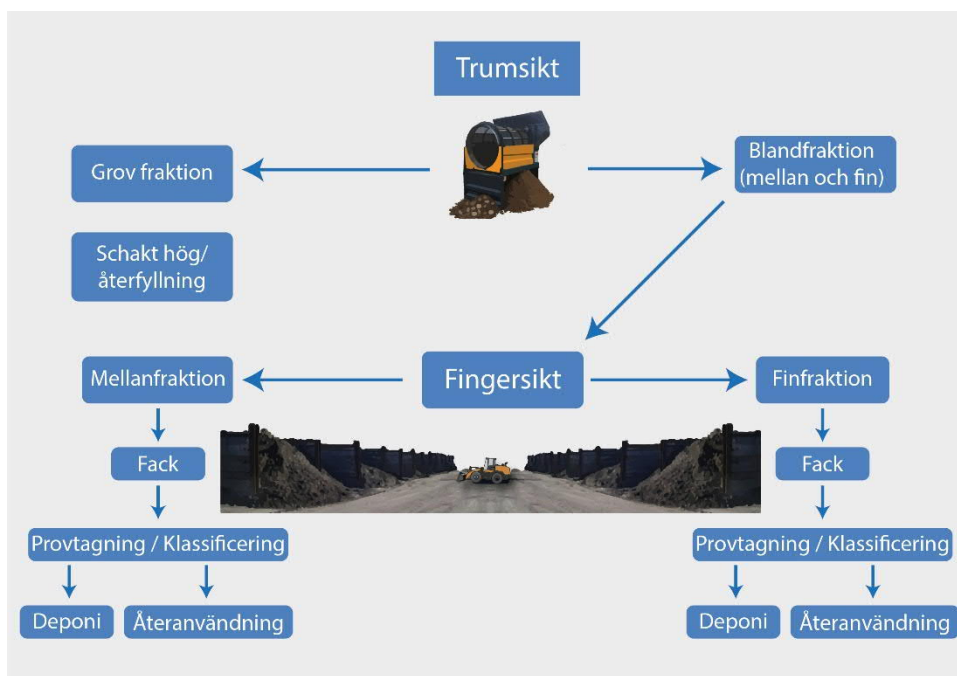 Trumsikt
Grov fraktion
Blandfraktion
(mellan och fin)
Schakt hög/
återfyllning
Mellanfraktion
Fingersikt
Finfraktion
Fack
Fack
Provtagning / Klassificering
Provtagning / Klassificering
Deponi
Återanvändning
Deponi
Återanvändning